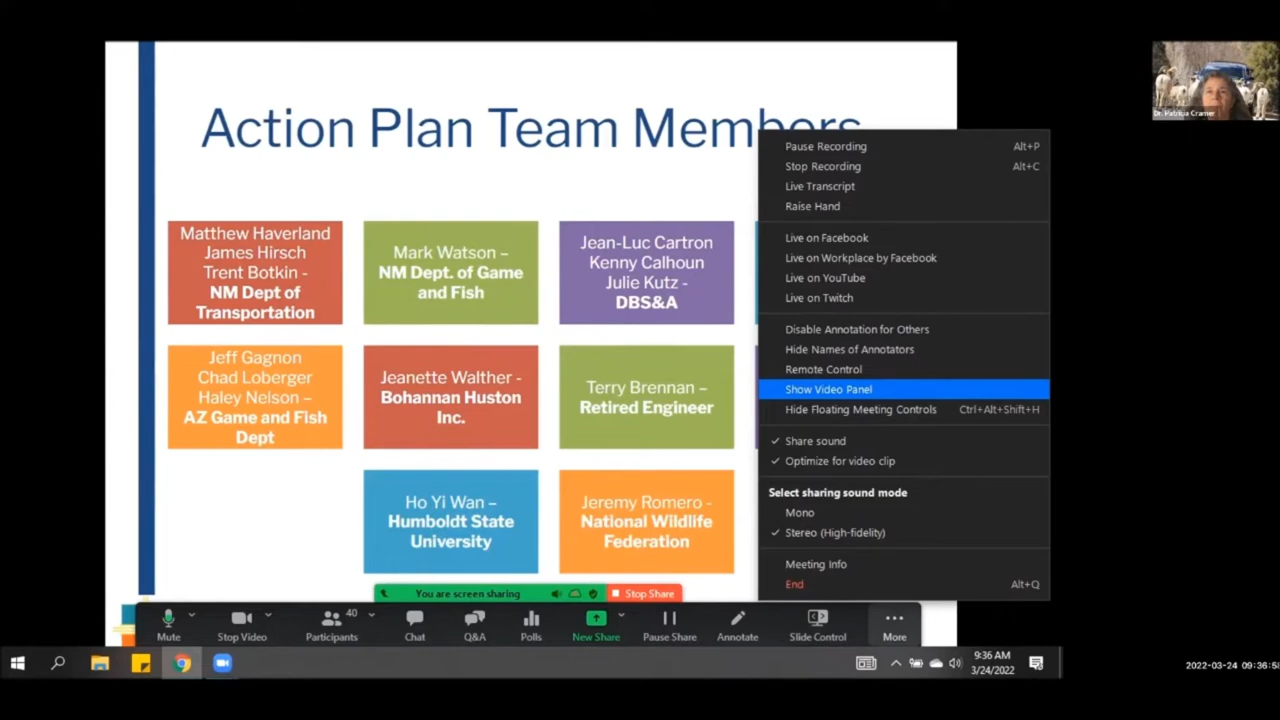 Action Plan Team Members
Matthew Haverland
James Hirsch
Trent Botkin -
NM Dept of
Transportation
Mark Watson –
NM Dept. of Game
and Fish
Jean-Luc Cartron
Kenny Calhoun
Julie Kutz -
DBS&A
Jeff Gagnon
Chad Loberger
Haley Nelson –
AZ Game and Fish
Dept
Jeanette Walther -
Bohannan Huston
Inc.
Terry Brennan –
Retired Engineer
Ho Yi Wan –
Humboldt State
University
Jeremy Romero -
National Wildlife
Federation
Pause Recording Alt+P
Stop Recording Alt+C
Live Transcript
Raise Hand
Live on Facebook
Live on Workplace by Facebook
Live on YouTube
Live on Twitch
Disable Annotation for Others
Hide Names of Annotators
Remote Control
Show Video Panel
Hide Floating Meeting Controls Ctrl+Alt+Shift+H
Share sound
Optimize for video clip
Select sharing sound mode
Mono
Stereo (High-fidelity)
Meeting Info
End Alt+Q
You are screen sharing Stop Share
40
Mute Stop Video Participants Chat Q&A Polls New Share Pause Share Annotate Slide Control More
9:36 AM
3/24/2022
Dr. Patricia Cramer
2022-03-24 09:36:5